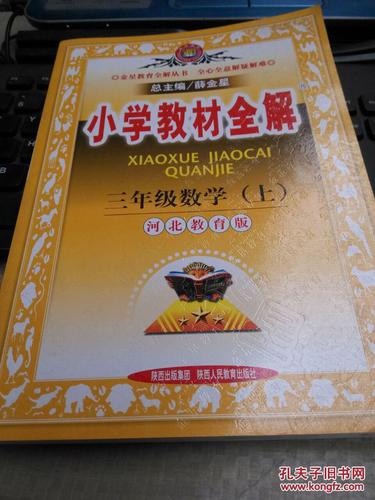 ◎金星教育全解丛书 全心全意解疑解难◎
总主编/薛金星
小学教材全解
XIAOXUE JIAOCAI
QUANJIE
三年级数学(上)
河北教育版
陕西出版集团 陕西人民教育出版社
孔夫子旧书网
www.kongfz.com